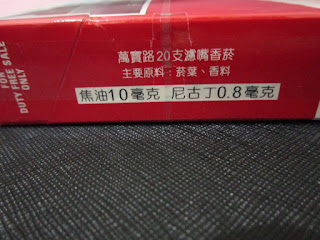 萬寶路20支濾嘴香菸
主要原料：菸葉、香料
焦油10毫克 尼古丁0.8毫克
DUTY FREE SALE
FOR
ONLY